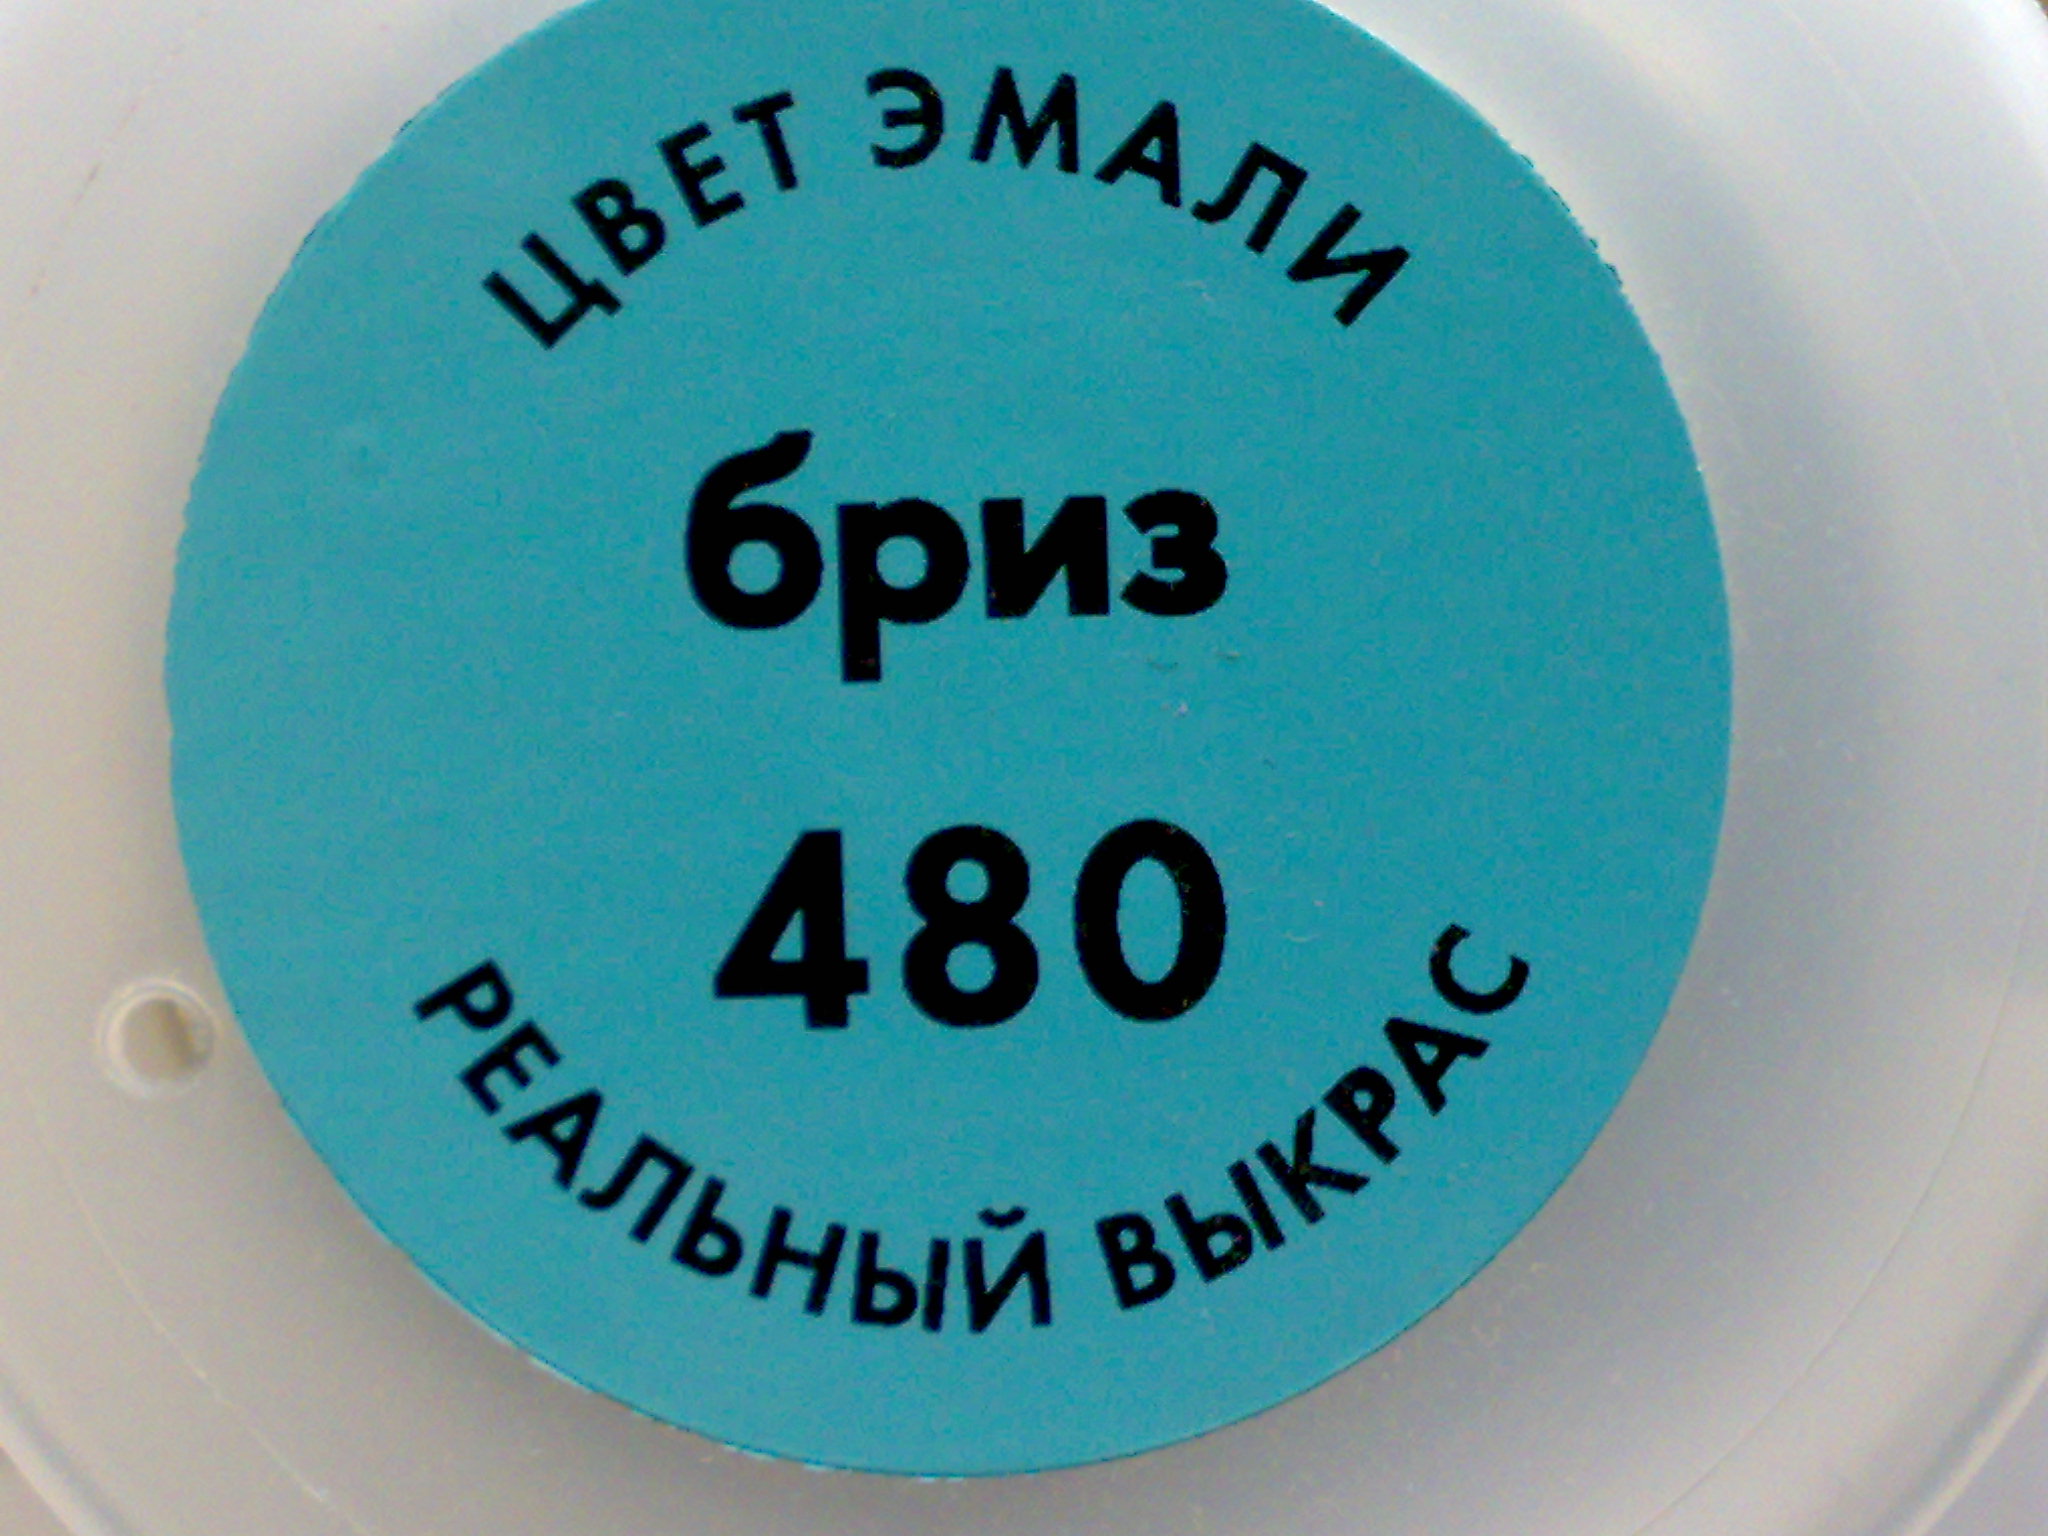 ЦВЕТ ЭМАЛИ
бриз
480
РЕАЛЬНЫЙ ВЫКРАС